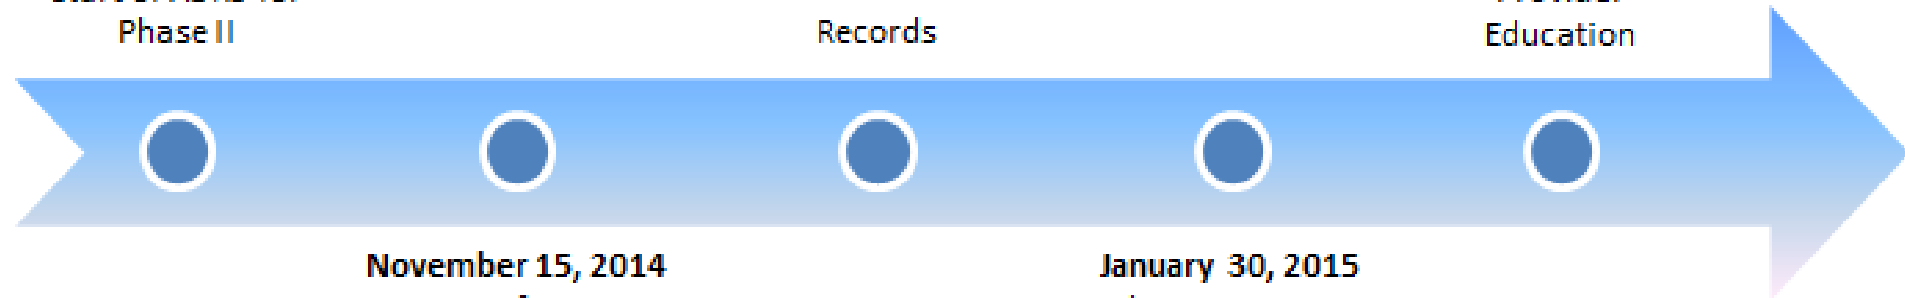 Phase II
Records
Education
November 15, 2014
January 30, 2015